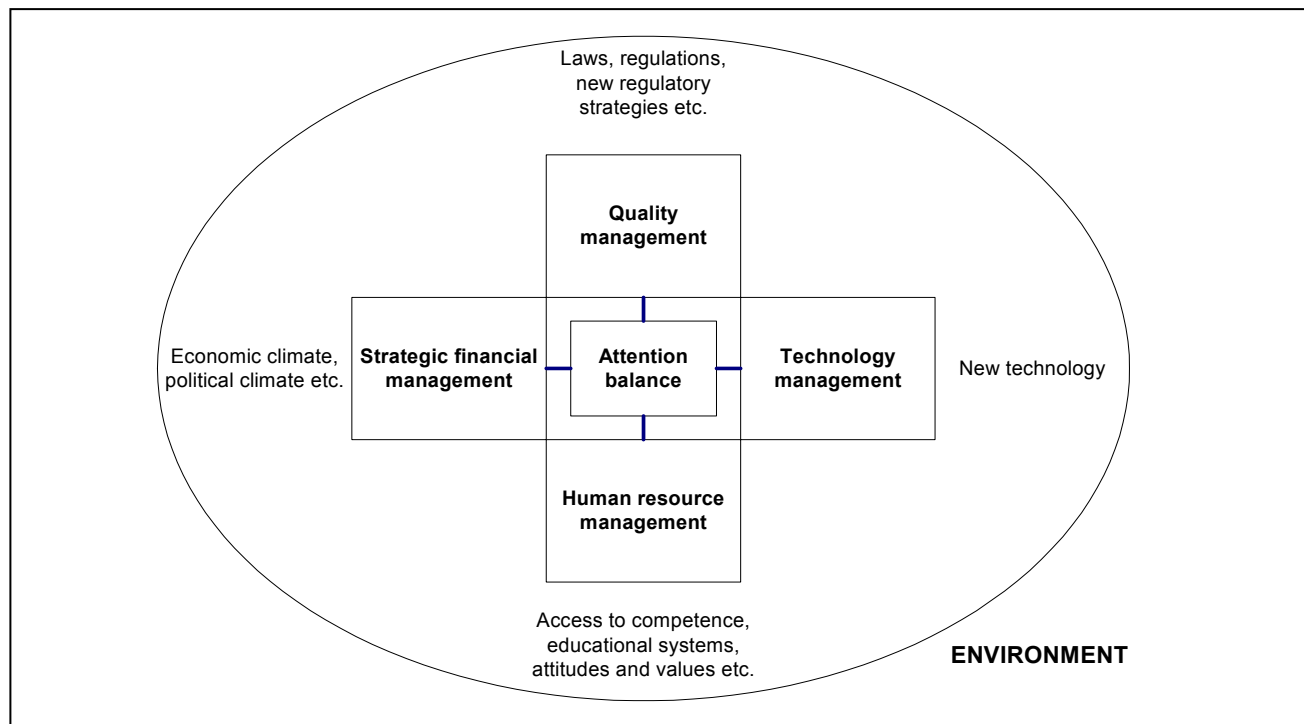 Laws, regulations,
new regulatory
strategies etc.
Quality
management
Economic climate,
political climate etc.
Strategic financial
management
Attention
balance
Technology
management
New technology
Human resource
management
Access to competence,
educational systems,
attitudes and values etc.
ENVIRONMENT